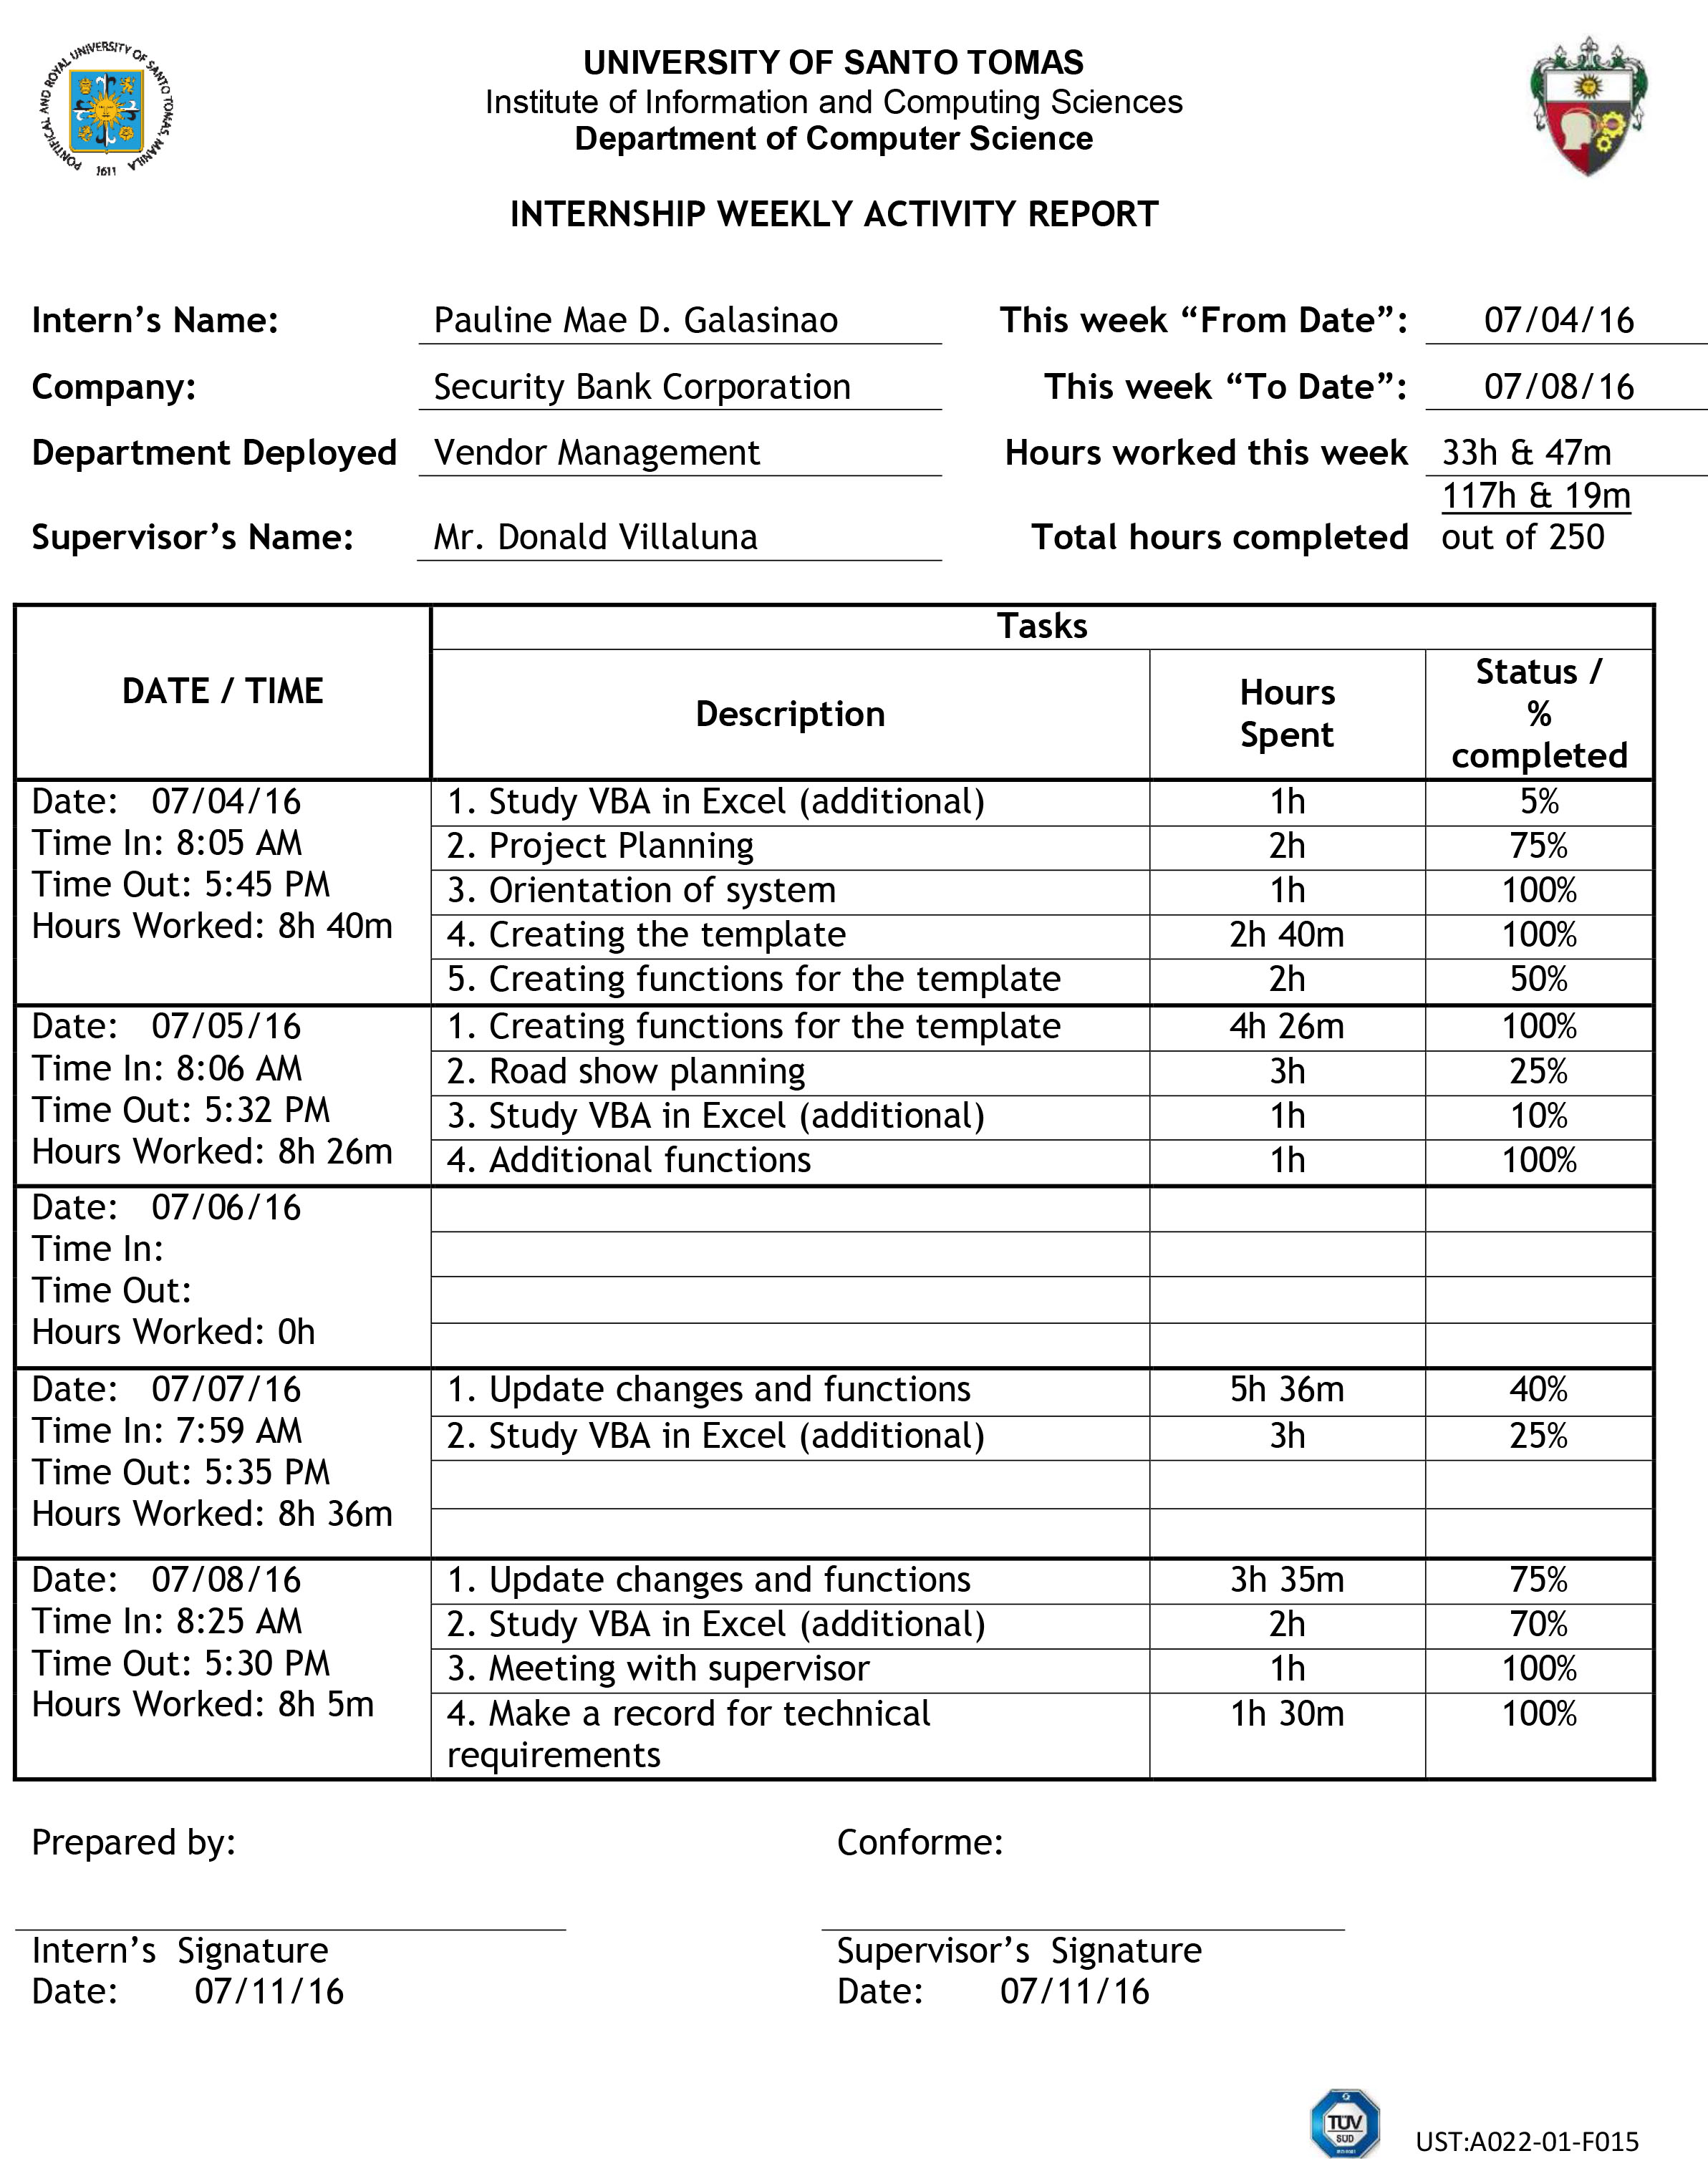 PONTIFICAL AND ROYAL UNIVERSITY OF SANTO TOMAS, MANILA
1611
UNIVERSITY OF SANTO TOMAS
Institute of Information and Computing Sciences
Department of Computer Science
INTERNSHIP WEEKLY ACTIVITY REPORT
Intern’s Name: Pauline Mae D. Galasinao This week “From Date”: 07/04/16
Company: Security Bank Corporation This week “To Date”: 07/08/16
Department Deployed Vendor Management Hours worked this week 33h & 47m
117h & 19m
Supervisor’s Name: Mr. Donald Villaluna Total hours completed out of 250
DATE / TIME
Tasks
Description
Hours
Spent
Status /
%
completed
Date: 07/04/16
Time In: 8:05 AM
Time Out: 5:45 PM
Hours Worked: 8h 40m
1. Study VBA in Excel (additional) 1h 5%
2. Project Planning 2h 75%
3. Orientation of system 1h 100%
4. Creating the template 2h 40m 100%
5. Creating functions for the template 2h 50%
Date: 07/05/16
Time In: 8:06 AM
Time Out: 5:32 PM
Hours Worked: 8h 26m
1. Creating functions for the template 4h 26m 100%
2. Road show planning 3h 25%
3. Study VBA in Excel (additional) 1h 10%
4. Additional functions 1h 100%
Date: 07/06/16
Time In:
Time Out:
Hours Worked: 0h
Date: 07/07/16
Time In: 7:59 AM
Time Out: 5:35 PM
Hours Worked: 8h 36m
1. Update changes and functions 5h 36m 40%
2. Study VBA in Excel (additional) 3h 25%
Date: 07/08/16
Time In: 8:25 AM
Time Out: 5:30 PM
Hours Worked: 8h 5m
1. Update changes and functions 3h 35m 75%
2. Study VBA in Excel (additional) 2h 70%
3. Meeting with supervisor 1h 100%
4. Make a record for technical 1h 30m 100%
requirements
Prepared by: Conforme:
Intern’s Signature Supervisor’s Signature
Date: 07/11/16 Date: 07/11/16
TÜV
SÜD
UST:A022-01-F015